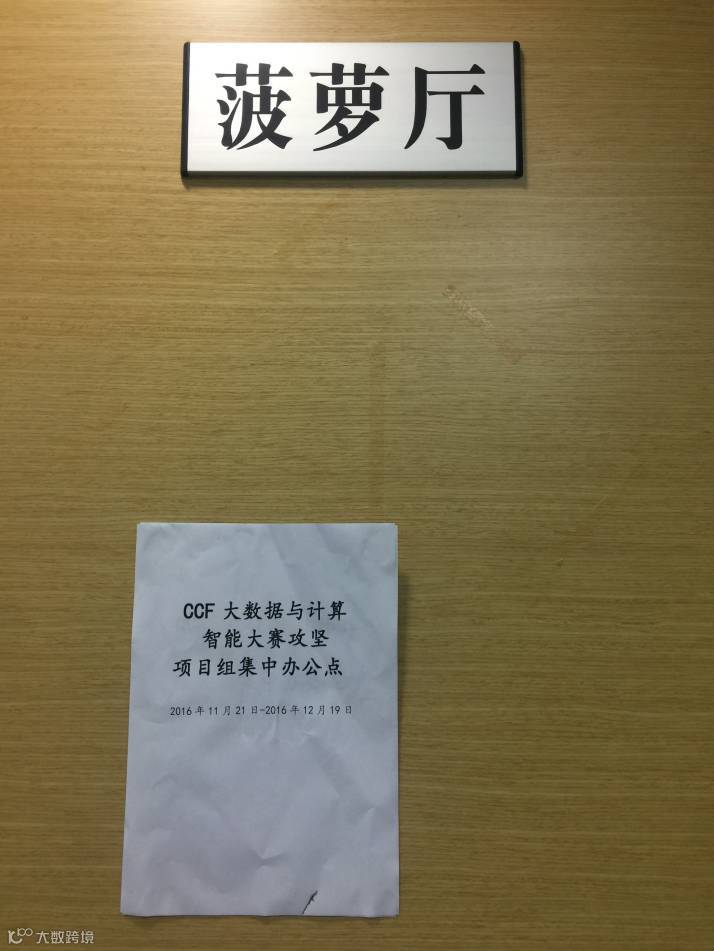 菠萝厅
CCF 大数据与计算
智能大赛攻坚
项目组集中办公点
2016 年 11 月 21 日-2016 年 12 月 19 日
大数跨境